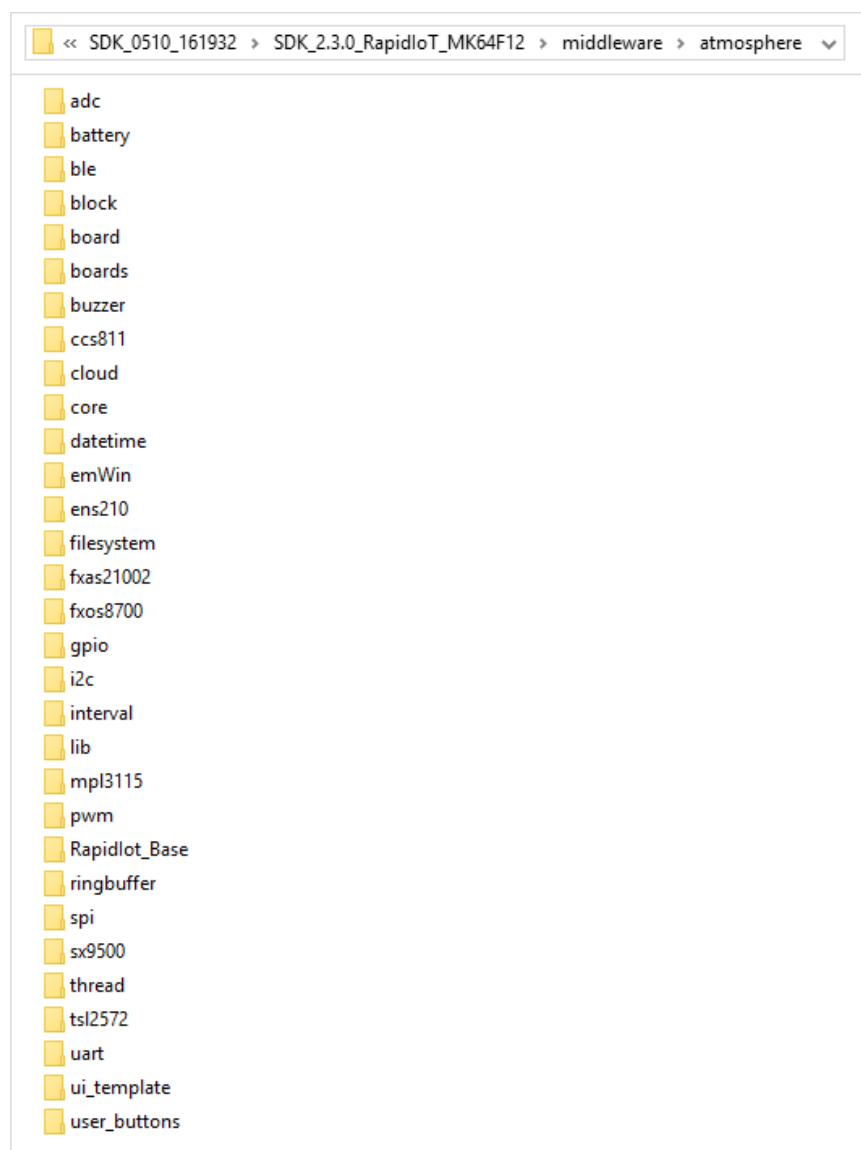 « SDK_0510_161932 > SDK_2.3.0_RapidIoT_MK64F12 > middleware > atmosphere
adc
battery
ble
block
board
boards
buzzer
ccs811
cloud
core
datetime
emWin
ens210
filesystem
fxas21002
fxos8700
gpio
i2c
interval
lib
mpl3115
pwm
RapidIot_Base
ringbuffer
spi
sx9500
thread
tsl2572
uart
ui_template
user_buttons